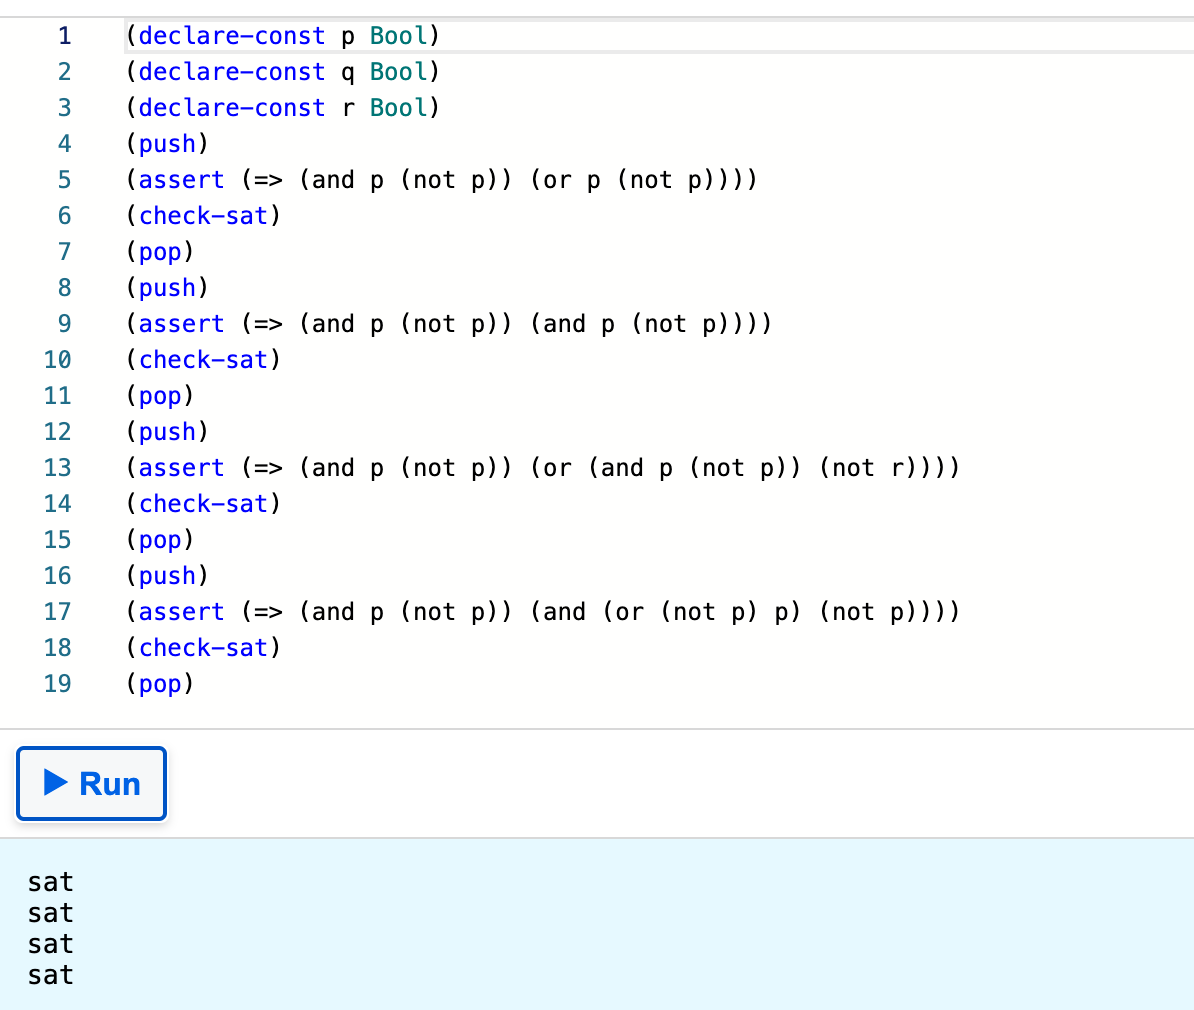 1 (declare-const p Bool)
2 (declare-const q Bool)
3 (declare-const r Bool)
4 (push)
5 (assert (=> (and p (not p)) (or p (not p))))
6 (check-sat)
7 (pop)
8 (push)
9 (assert (=> (and p (not p)) (and p (not p))))
10 (check-sat)
11 (pop)
12 (push)
13 (assert (=> (and p (not p)) (or (and p (not p)) (not r))))
14 (check-sat)
15 (pop)
16 (push)
17 (assert (=> (and p (not p)) (and (or (not p) p) (not p))))
18 (check-sat)
19 (pop)
Run
sat
sat
sat
sat